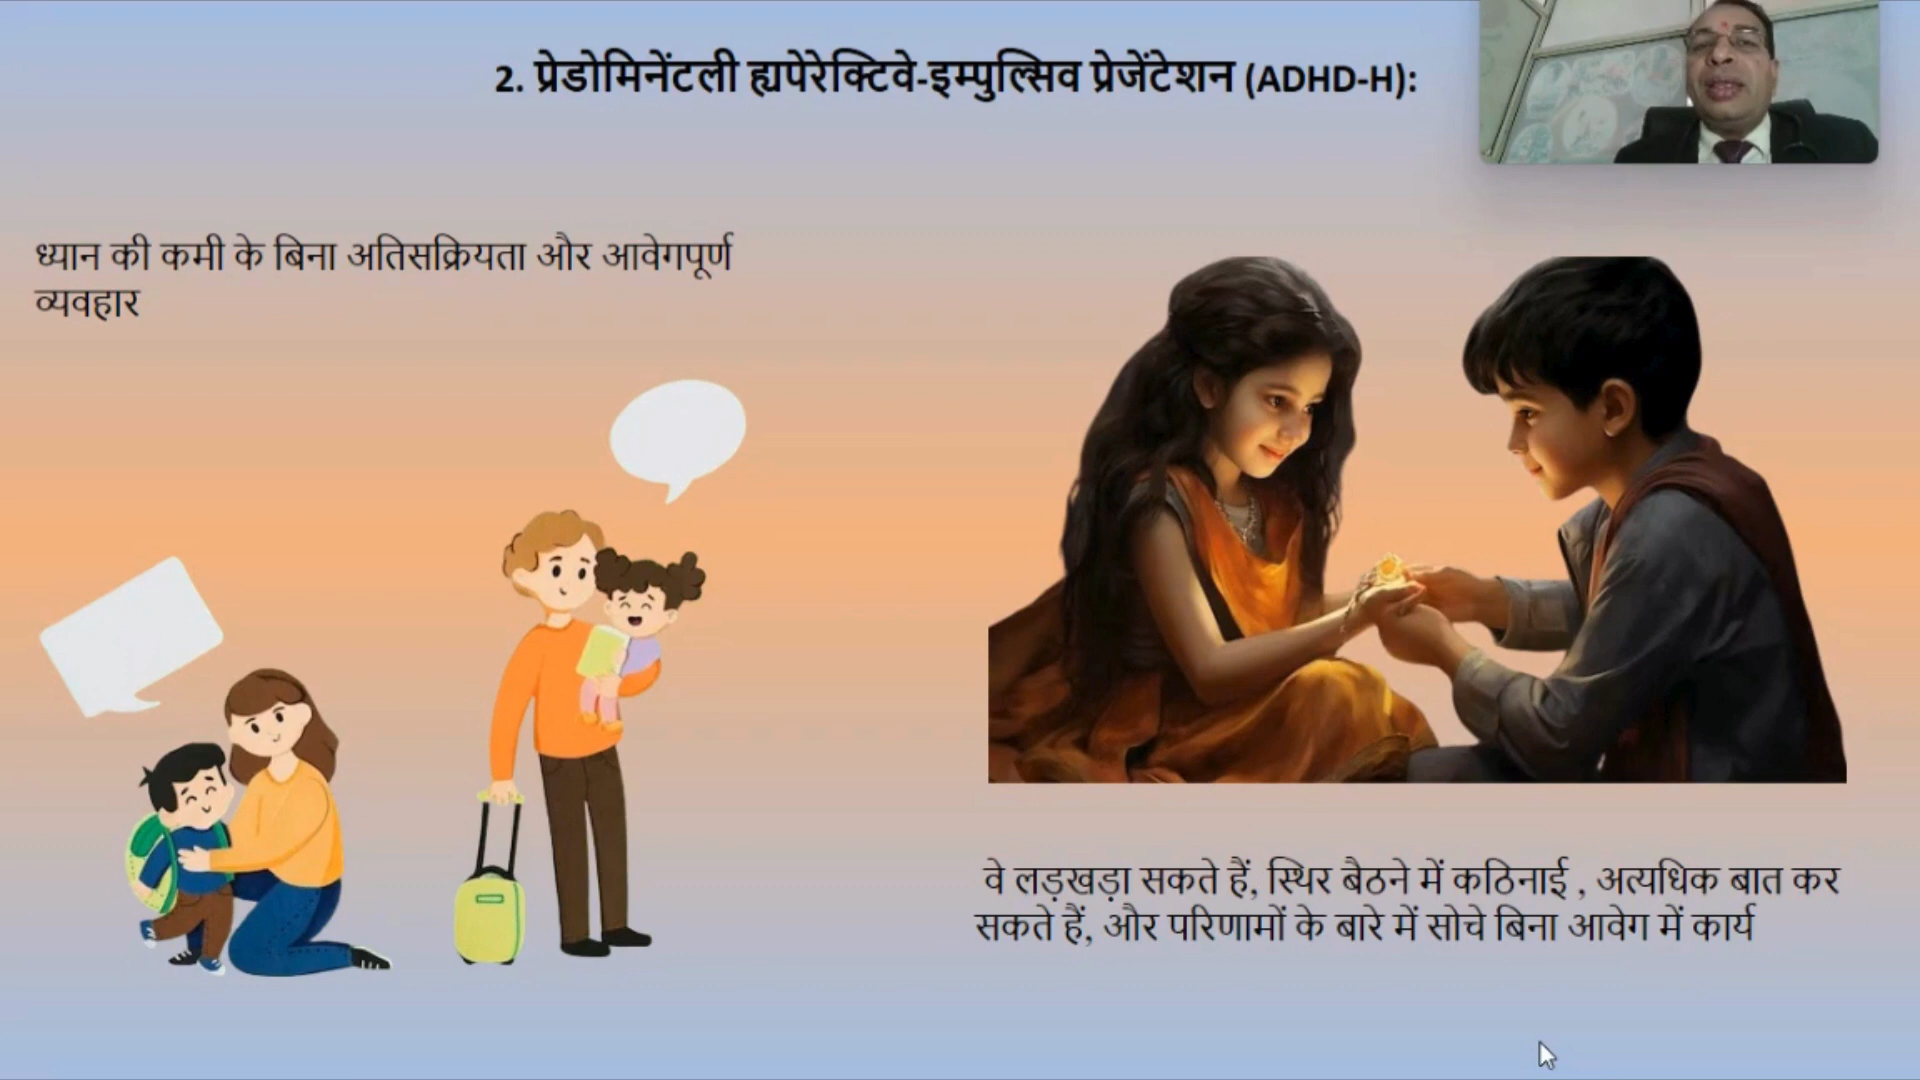 2. प्रेडोमिनेंटली ह्यपेरेक्टिवे-इम्पुल्सिव प्रेजेंटेशन (ADHD-H):
ध्यान की कमी के बिना अतिसक्रियता और आवेगपूर्ण
व्यवहार
वे लड़खड़ा सकते हैं, स्थिर बैठने में कठिनाई , अत्यधिक बात कर
सकते हैं, और परिणामों के बारे में सोचे बिना आवेग में कार्य